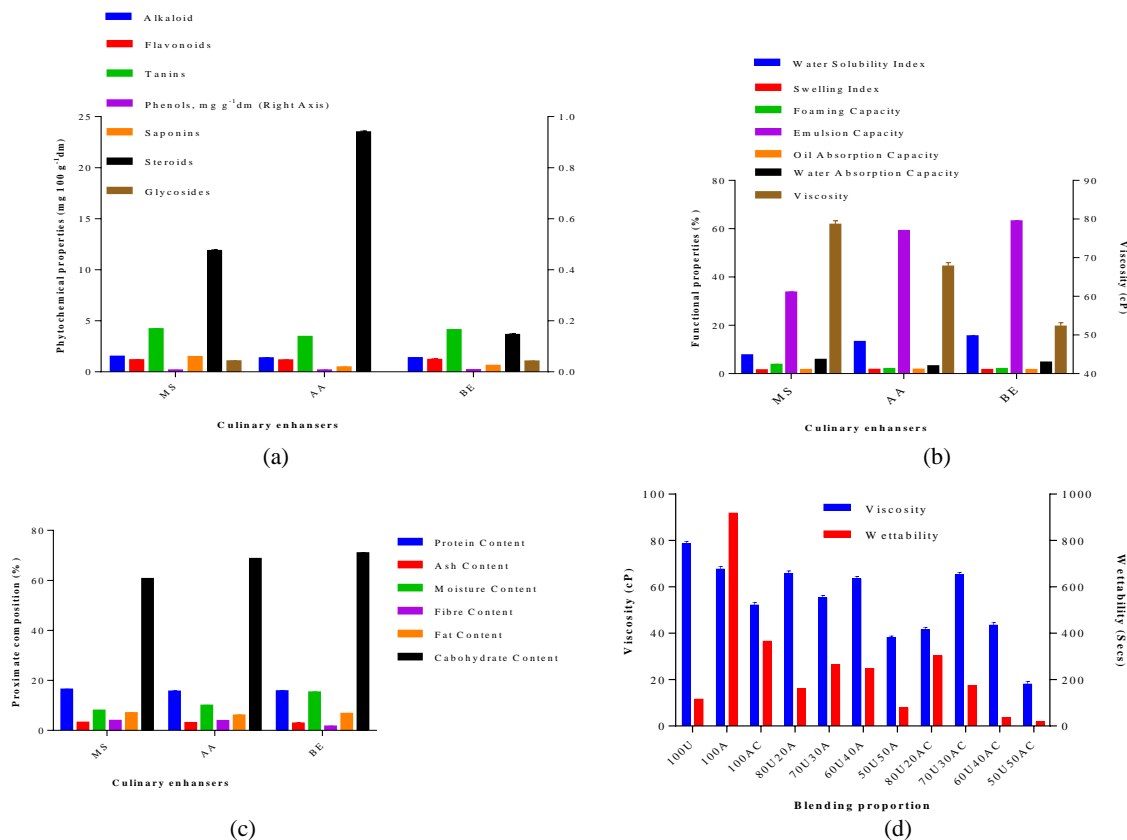 Alkaloid
Flavonoids
Tanins
Phenols, mg g⁻¹dm (Right Axis)
Saponins
Steroids
Glycosides
Phytochemical properties (mg 100 g⁻¹dm)
25
20
15
10
5
0
1.0
0.8
0.6
0.4
0.2
0.0
MS
AA
BE
Culinary enhansers
(a)
Water Solubility Index
Swelling Index
Foaming Capacity
Emulsion Capacity
Oil Absorption Capacity
Water Absorption Capacity
Viscosity
Functional properties (%)
80
60
40
20
0
90
80
70
60
50
40
Viscosity
(cP)
MS
AA
BE
Culinary enhansers
(b)
Proximate composition (%)
80
60
40
20
0
MS
AA
BE
Culinary enhansers
Protein Content
Ash Content
Moisture Content
Fibre Content
Fat Content
Cabohydrate Content
(c)
Viscosity
Wettability
Viscosity (cP)
100
80
60
40
20
0
1000
800
600
400
200
0
Wettability (Secs)
100U
100A
100AC
80U20A
70U30A
60U40A
50U50A
80U20AC
70U30AC
60U40AC
50U50AC
Blending proportion
(d)